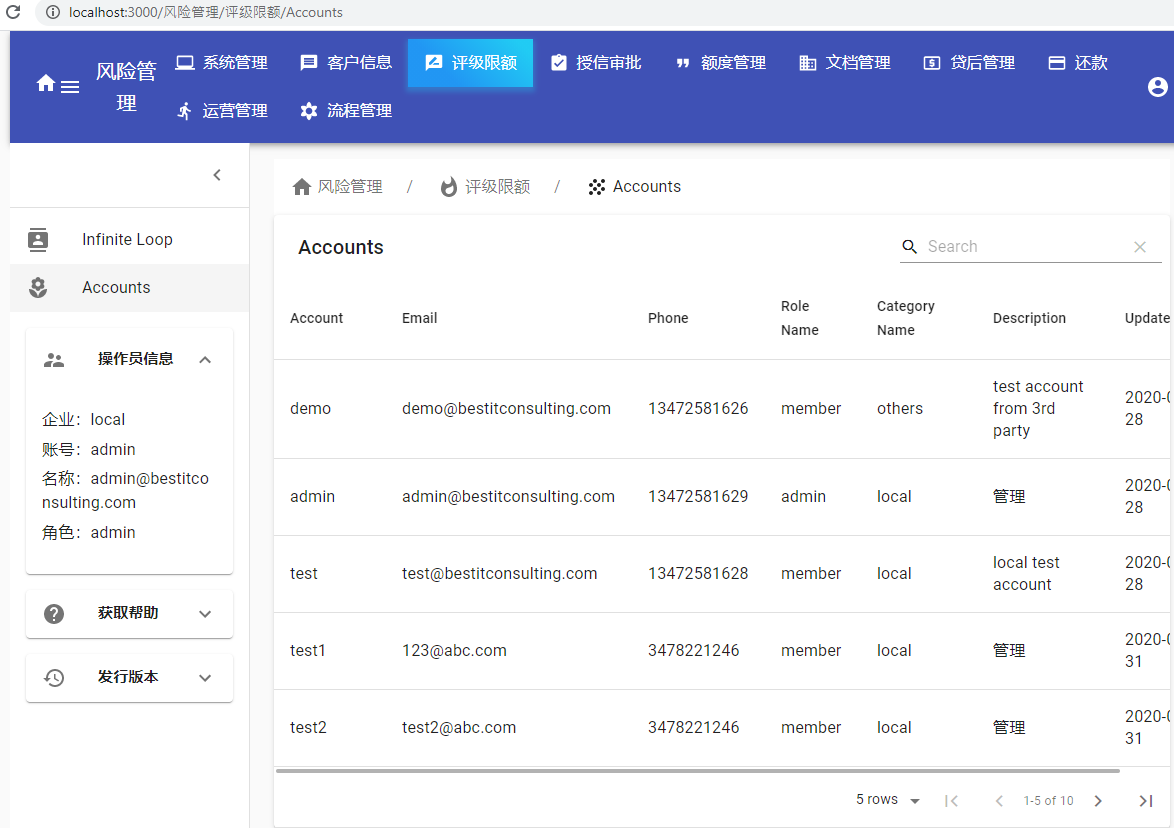 localhost:3000/风险管理/评级限额/Accounts
风险管理
系统管理 客户信息 评级限额 授信审批 额度管理 文档管理 贷后管理 还款
运营管理 流程管理
Infinite Loop
Accounts
操作员信息
企业：local
账号：admin
名称：admin@bestitco
nsulting.com
角色：admin
获取帮助
发行版本
风险管理 / 评级限额 / Accounts
Accounts Search
Account Email Phone Role Name Category Name Description Update
demo demo@bestitconsulting.com 13472581626 member others test account from 3rd party 2020-0 28
admin admin@bestitconsulting.com 13472581629 admin local 管理 2020-0 28
test test@bestitconsulting.com 13472581628 member local local test account 2020-0 28
test1 123@abc.com 3478221246 member local 管理 2020-0 31
test2 test2@abc.com 3478221246 member local 管理 2020-0 31
5 rows 1-5 of 10